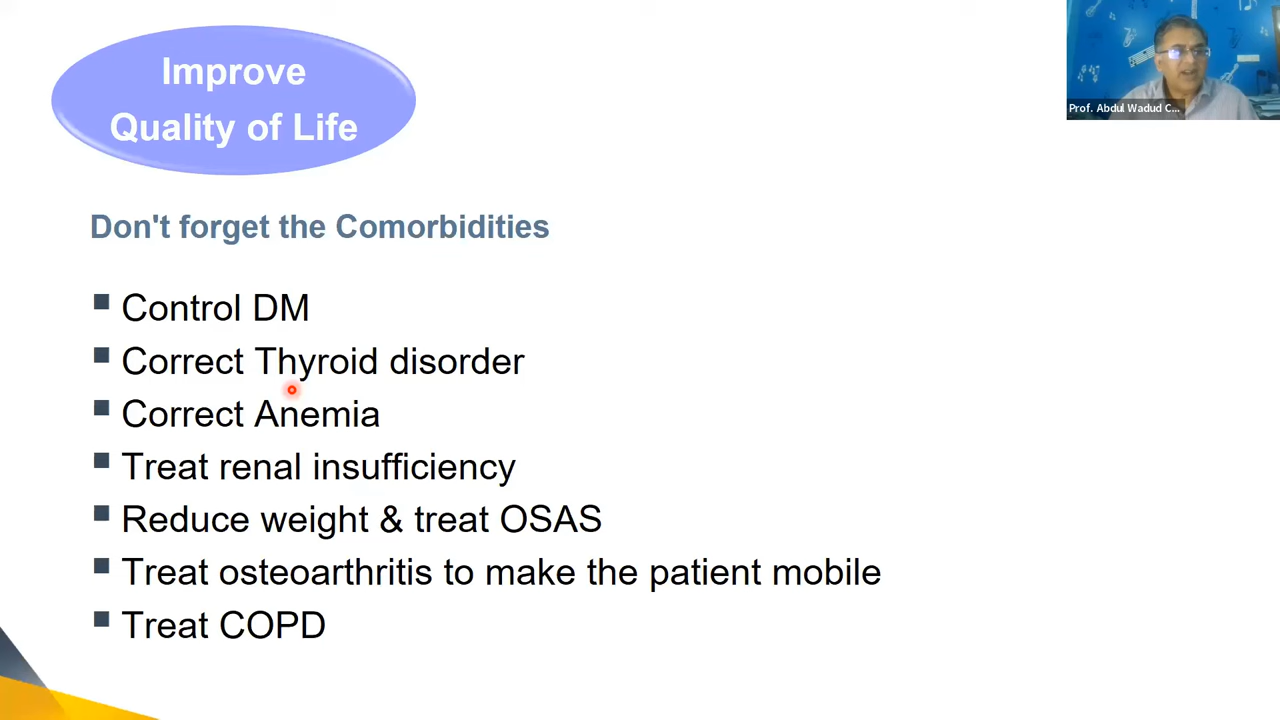 Improve
Quality of Life
Prof. Abdul Wadud C...
Don't forget the Comorbidities
Control DM
Correct Thyroid disorder
Correct Anemia
Treat renal insufficiency
Reduce weight & treat OSAS
Treat osteoarthritis to make the patient mobile
Treat COPD